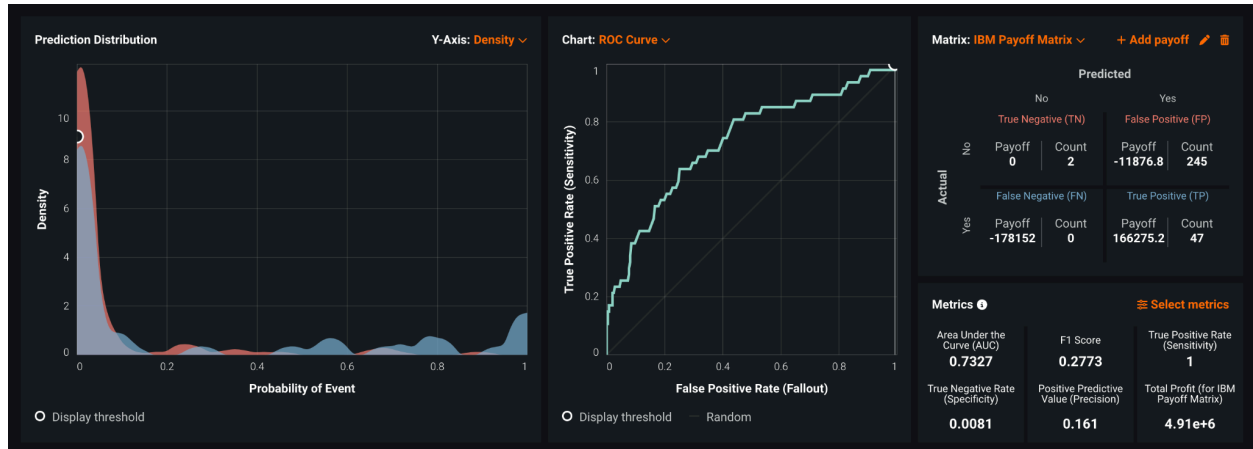 Prediction Distribution
Y-Axis: Density
Density
10
8
6
4
2
0
0 0.2 0.4 0.6 0.8 1
Probability of Event
Display threshold
Chart: ROC Curve
True Positive Rate (Sensitivity)
1
0.8
0.6
0.4
0.2
0
0 0.2 0.4 0.6 0.8 1
False Positive Rate (Fallout)
Display threshold
Random
Matrix: IBM Payoff Matrix
+ Add payoff
Predicted
No Yes
Actual
No
True Negative (TN)
Payoff Count
0 2
False Positive (FP)
Payoff Count
-11876.8 245
Yes
False Negative (FN)
Payoff Count
-178152 0
True Positive (TP)
Payoff Count
166275.2 47
Metrics
Select metrics
Area Under the
Curve (AUC)
0.7327
F1 Score
0.2773
True Positive Rate
(Sensitivity)
1
True Negative Rate
(Specificity)
0.0081
Positive Predictive
Value (Precision)
0.161
Total Profit (for IBM
Payoff Matrix)
4.91e+6